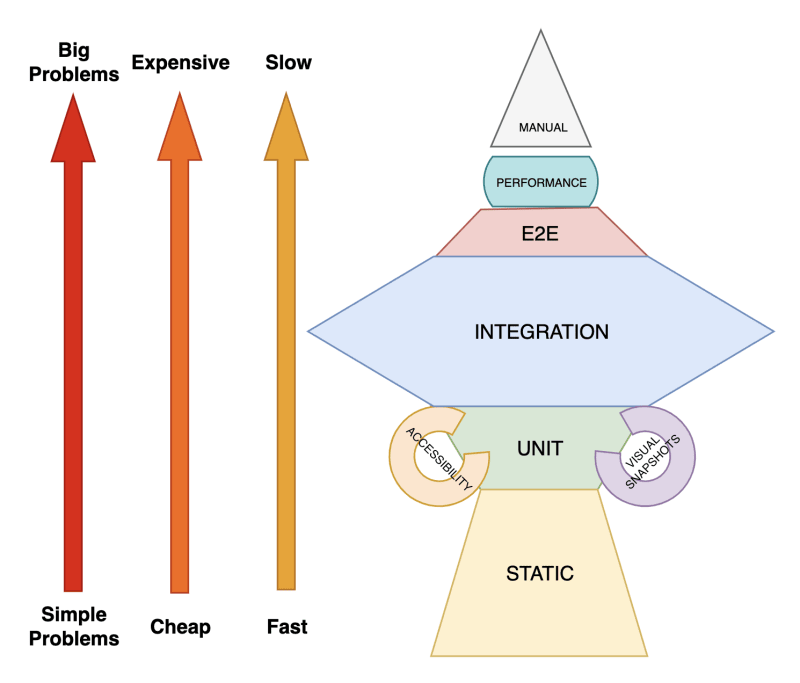 Big
Problems
Expensive
Slow
MANUAL
PERFORMANCE
E2E
INTEGRATION
UNIT
ACCESSIBILITY
VISUAL
SNAPSHOTS
STATIC
Simple
Problems
Cheap
Fast